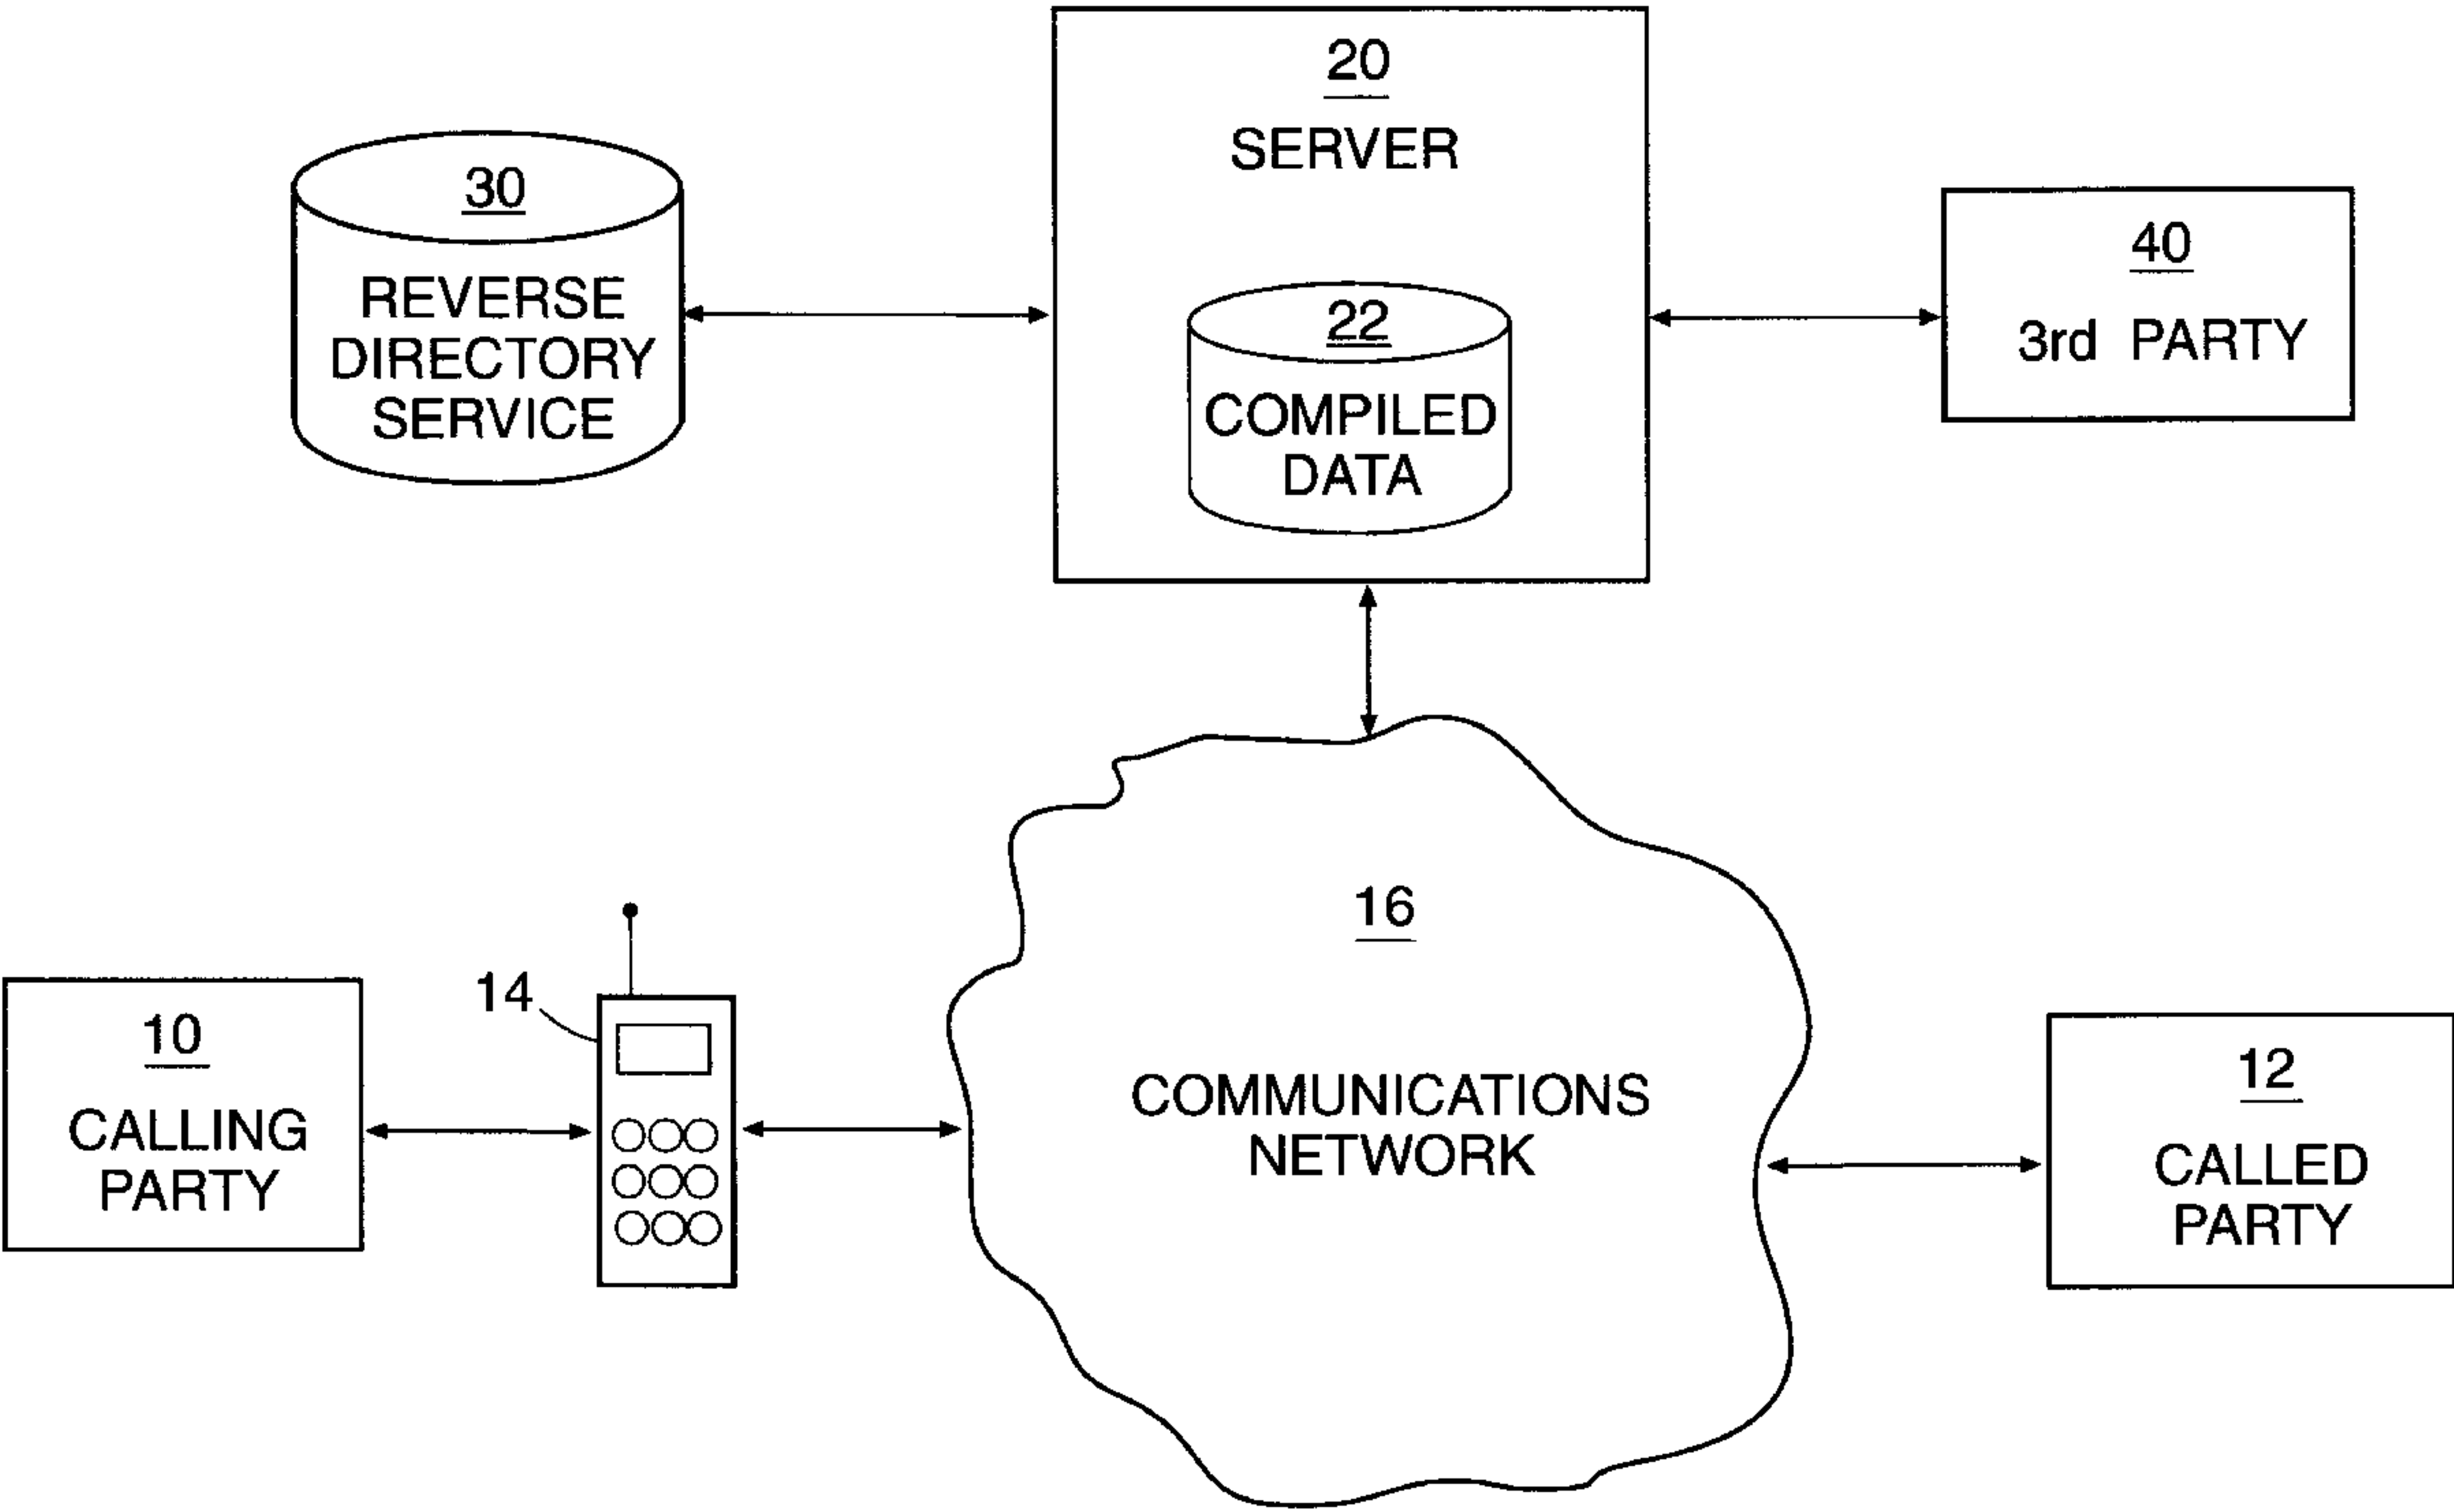 20
SERVER
30
REVERSE
DIRECTORY
SERVICE
22
COMPILED
DATA
40
3rd PARTY
16
COMMUNICATIONS
NETWORK
14
10
CALLING
PARTY
12
CALLED
PARTY